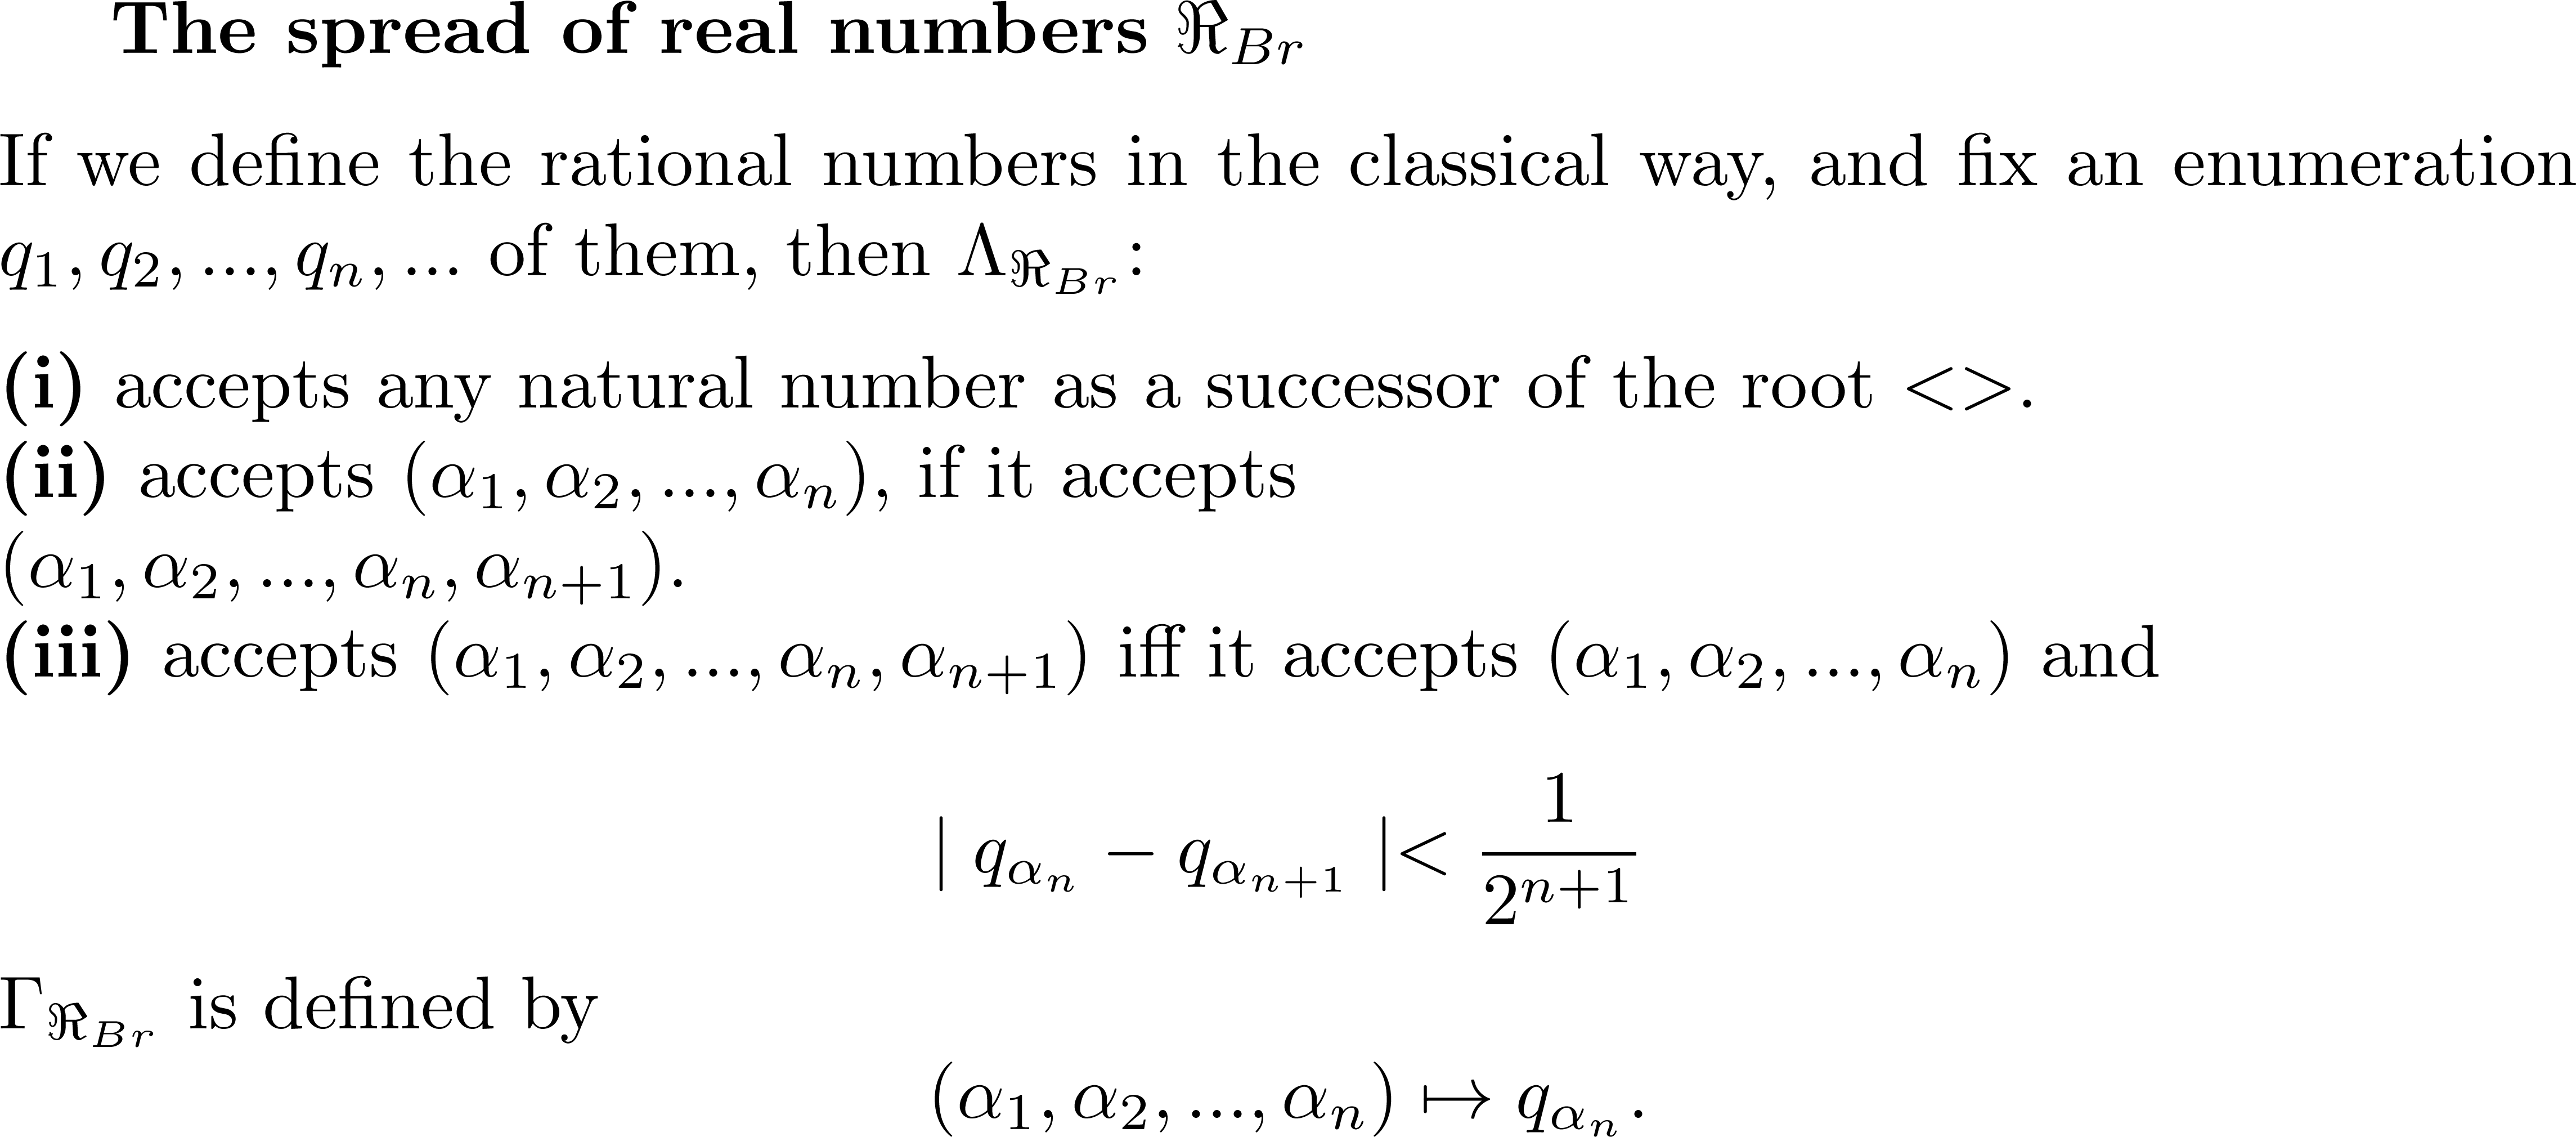 The spread of real numbers ℜ_{Br}
If we define the rational numbers in the classical way, and fix an enumeration
q_1, q_2, ..., q_n, ... of them, then Λ_{ℜ_{Br}}:
(i) accepts any natural number as a successor of the root <>.
(ii) accepts (α_1, α_2, ..., α_n), if it accepts
(α_1, α_2, ..., α_n, α_{n+1}).
(iii) accepts (α_1, α_2, ..., α_n, α_{n+1}) iff it accepts (α_1, α_2, ..., α_n) and
| q_{α_n} − q_{α_{n+1}} |< \frac{1}{2^{n+1}}
Γ_{ℜ_{Br}} is defined by
(α_1, α_2, ..., α_n) ↦ q_{α_n}.